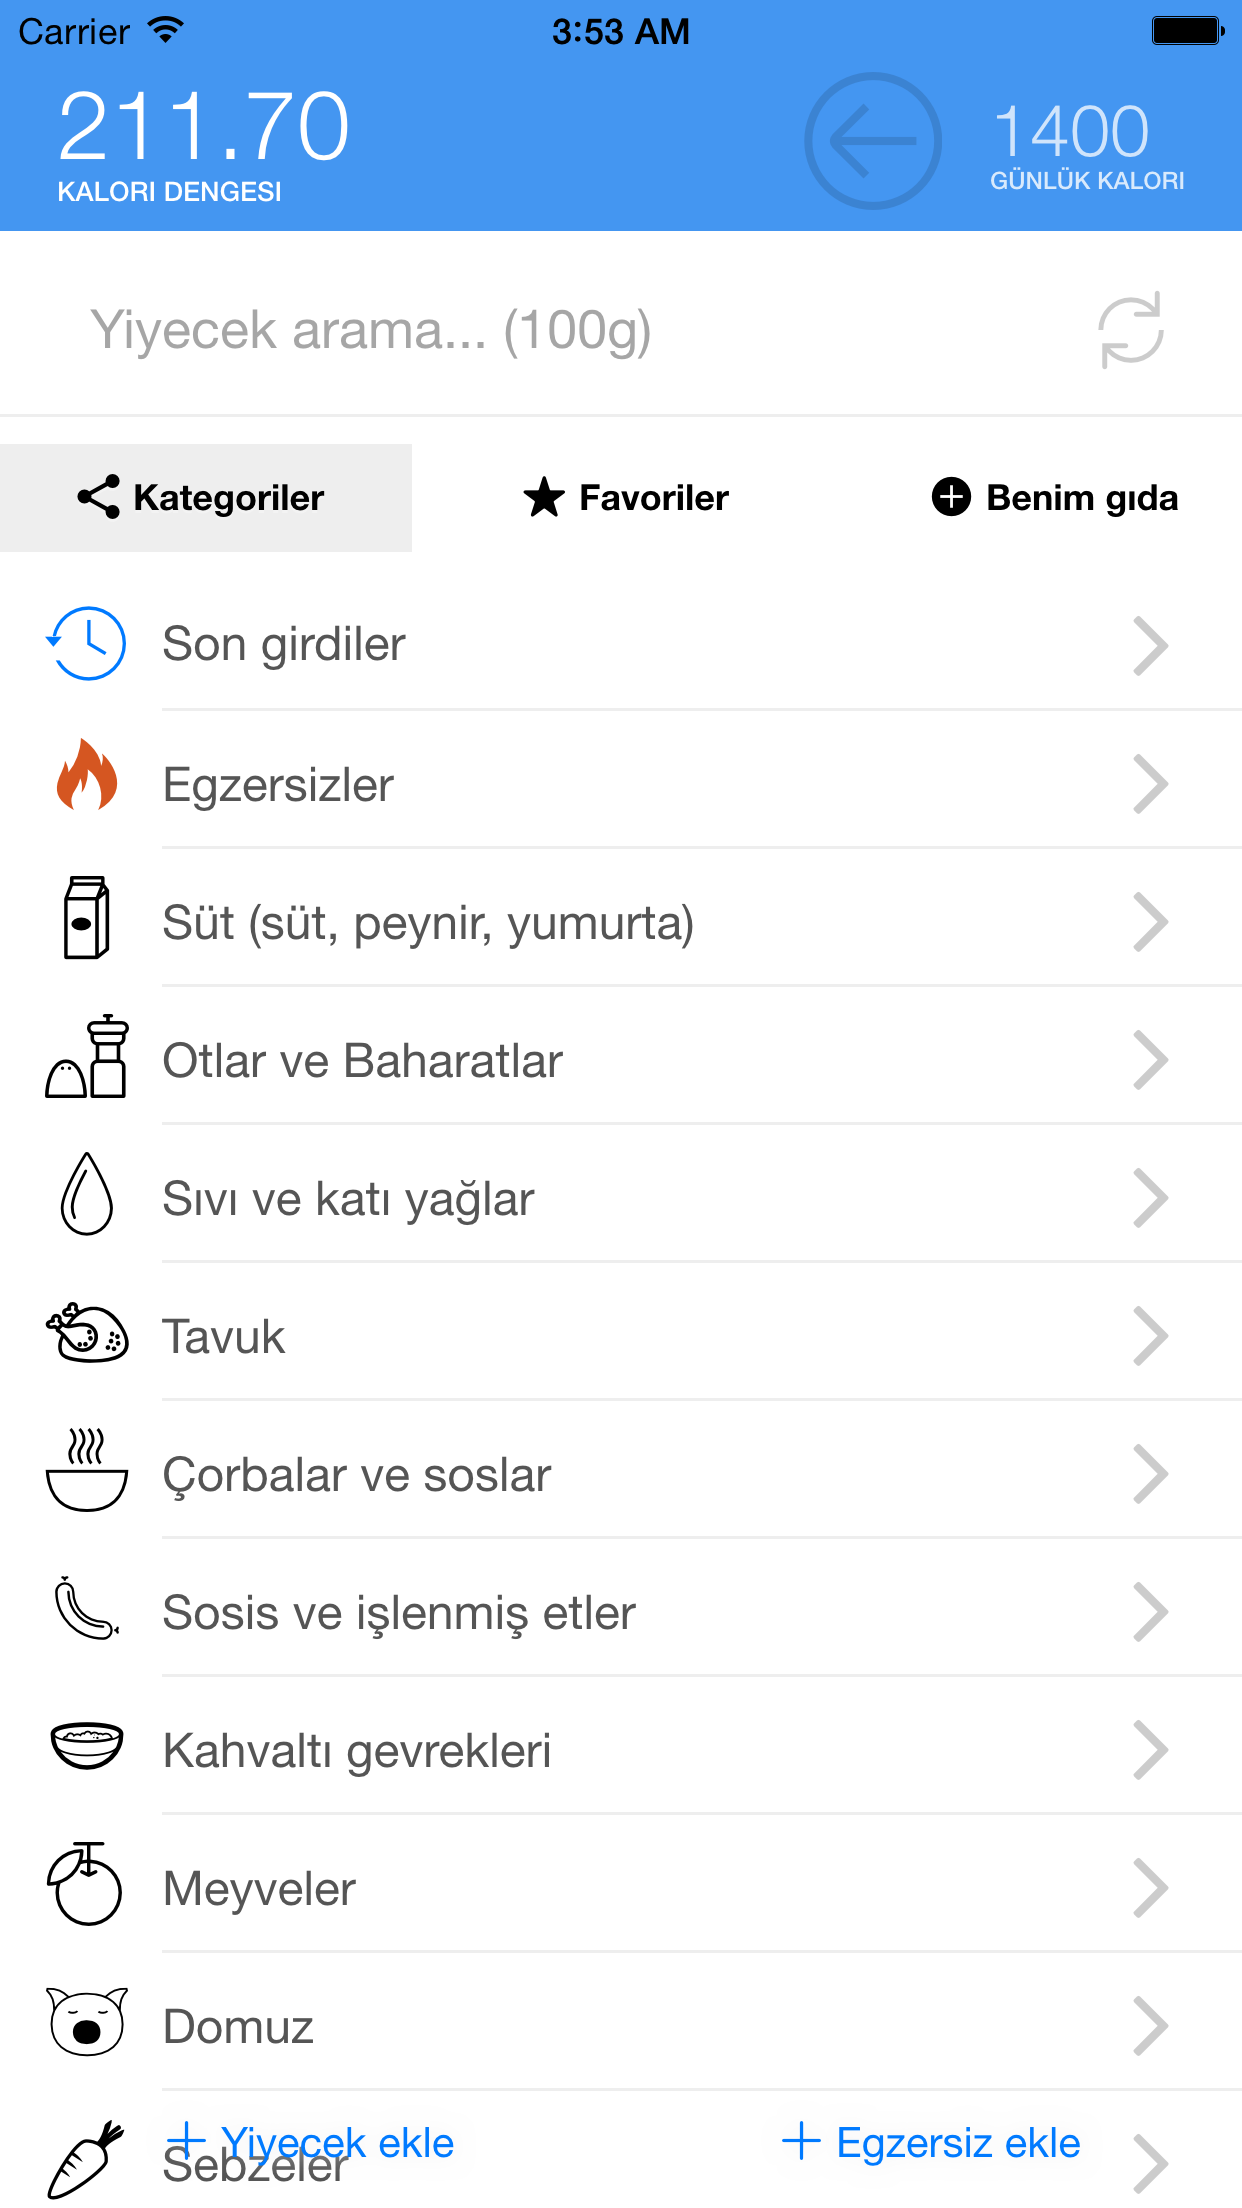 Carrier 3:53 AM
211.70
KALORI DENGESI
1400
GÜNLÜK KALORI
Yiyecek arama... (100g)
Kategoriler Favoriler Benim gıda
Son girdiler
Egzersizler
Süt (süt, peynir, yumurta)
Otlar ve Baharatlar
Sıvı ve katı yağlar
Tavuk
Çorbalar ve soslar
Sosis ve işlenmiş etler
Kahvaltı gevrekleri
Meyveler
Domuz
Yiyecek ekle Egzersiz ekle
Sebzeler